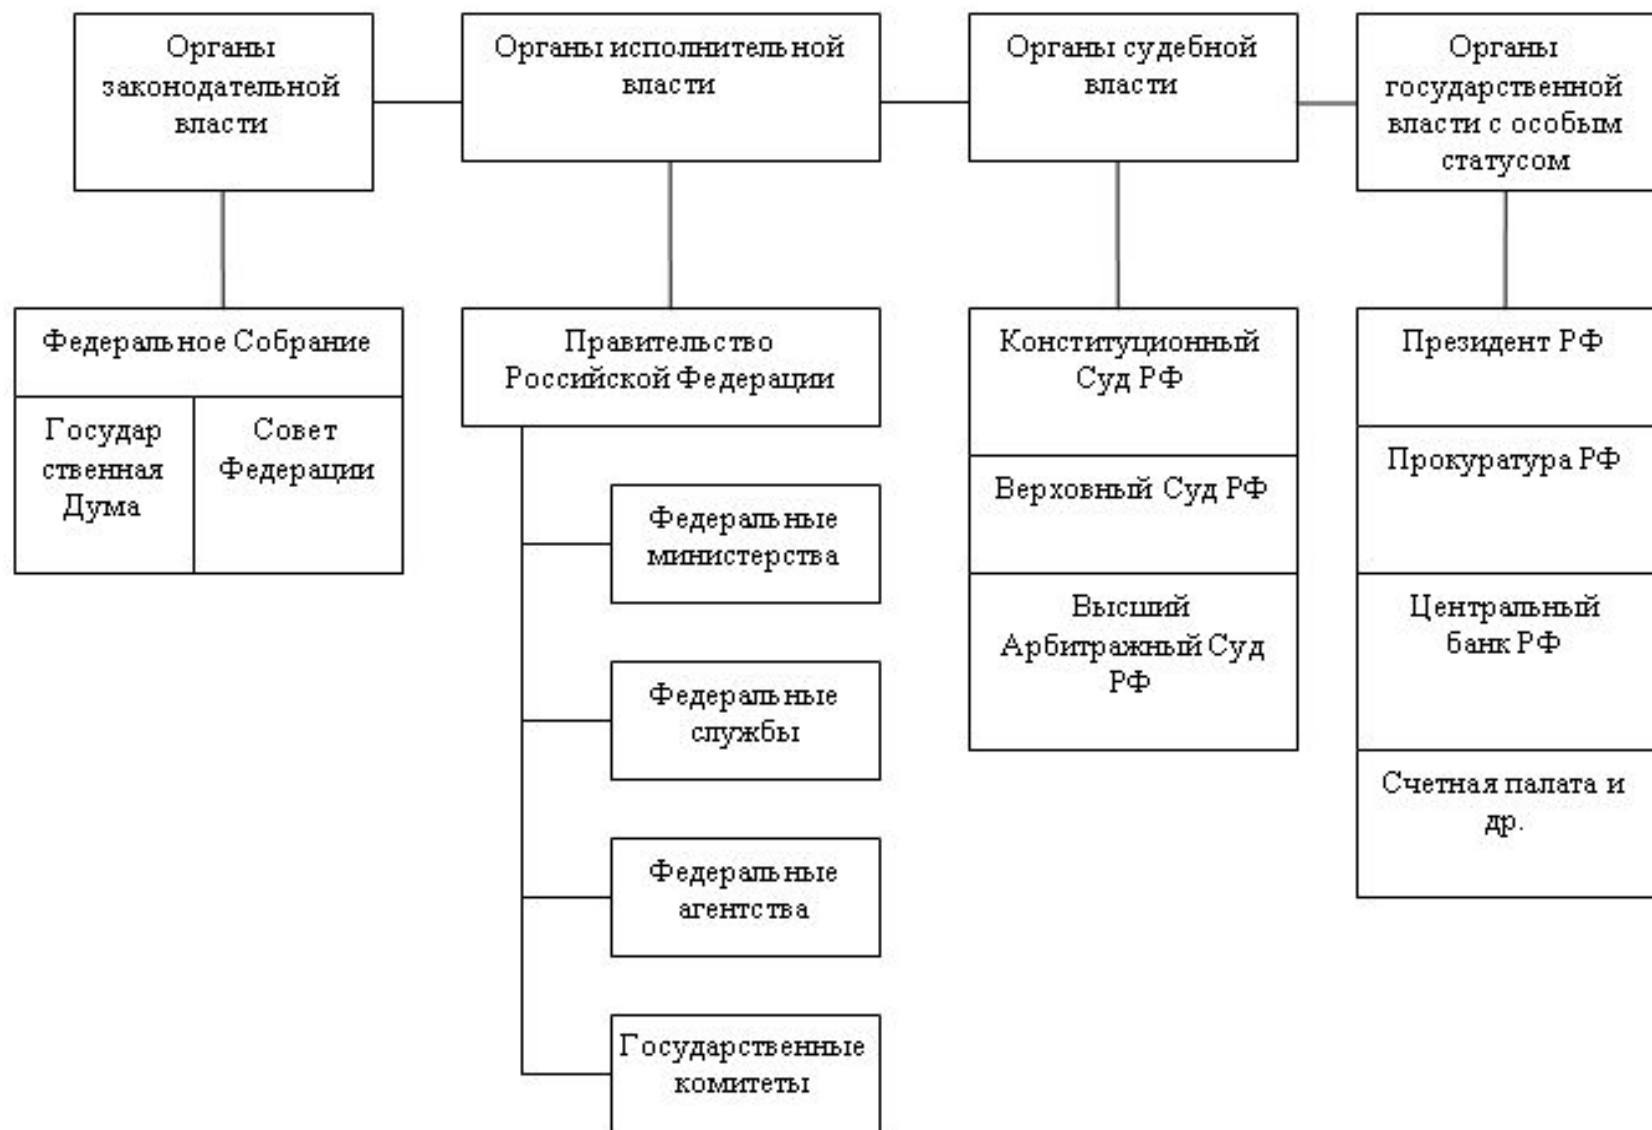 Органы
законодательной
власти
Органы исполнительной
власти
Органы судебной
власти
Органы
государственной
власти с особым
статусом
Федеральное Собрание
Государ
ственная
Дума
Совет
Федерации
Правительство
Российской Федерации
Федеральные
министерства
Федеральные
службы
Федеральные
агентства
Государственные
комитеты
Конституционный
Суд РФ
Верховный Суд РФ
Высший
Арбитражный Суд
РФ
Президент РФ
Прокуратура РФ
Центральный
банк РФ
Счетная палата и
др.